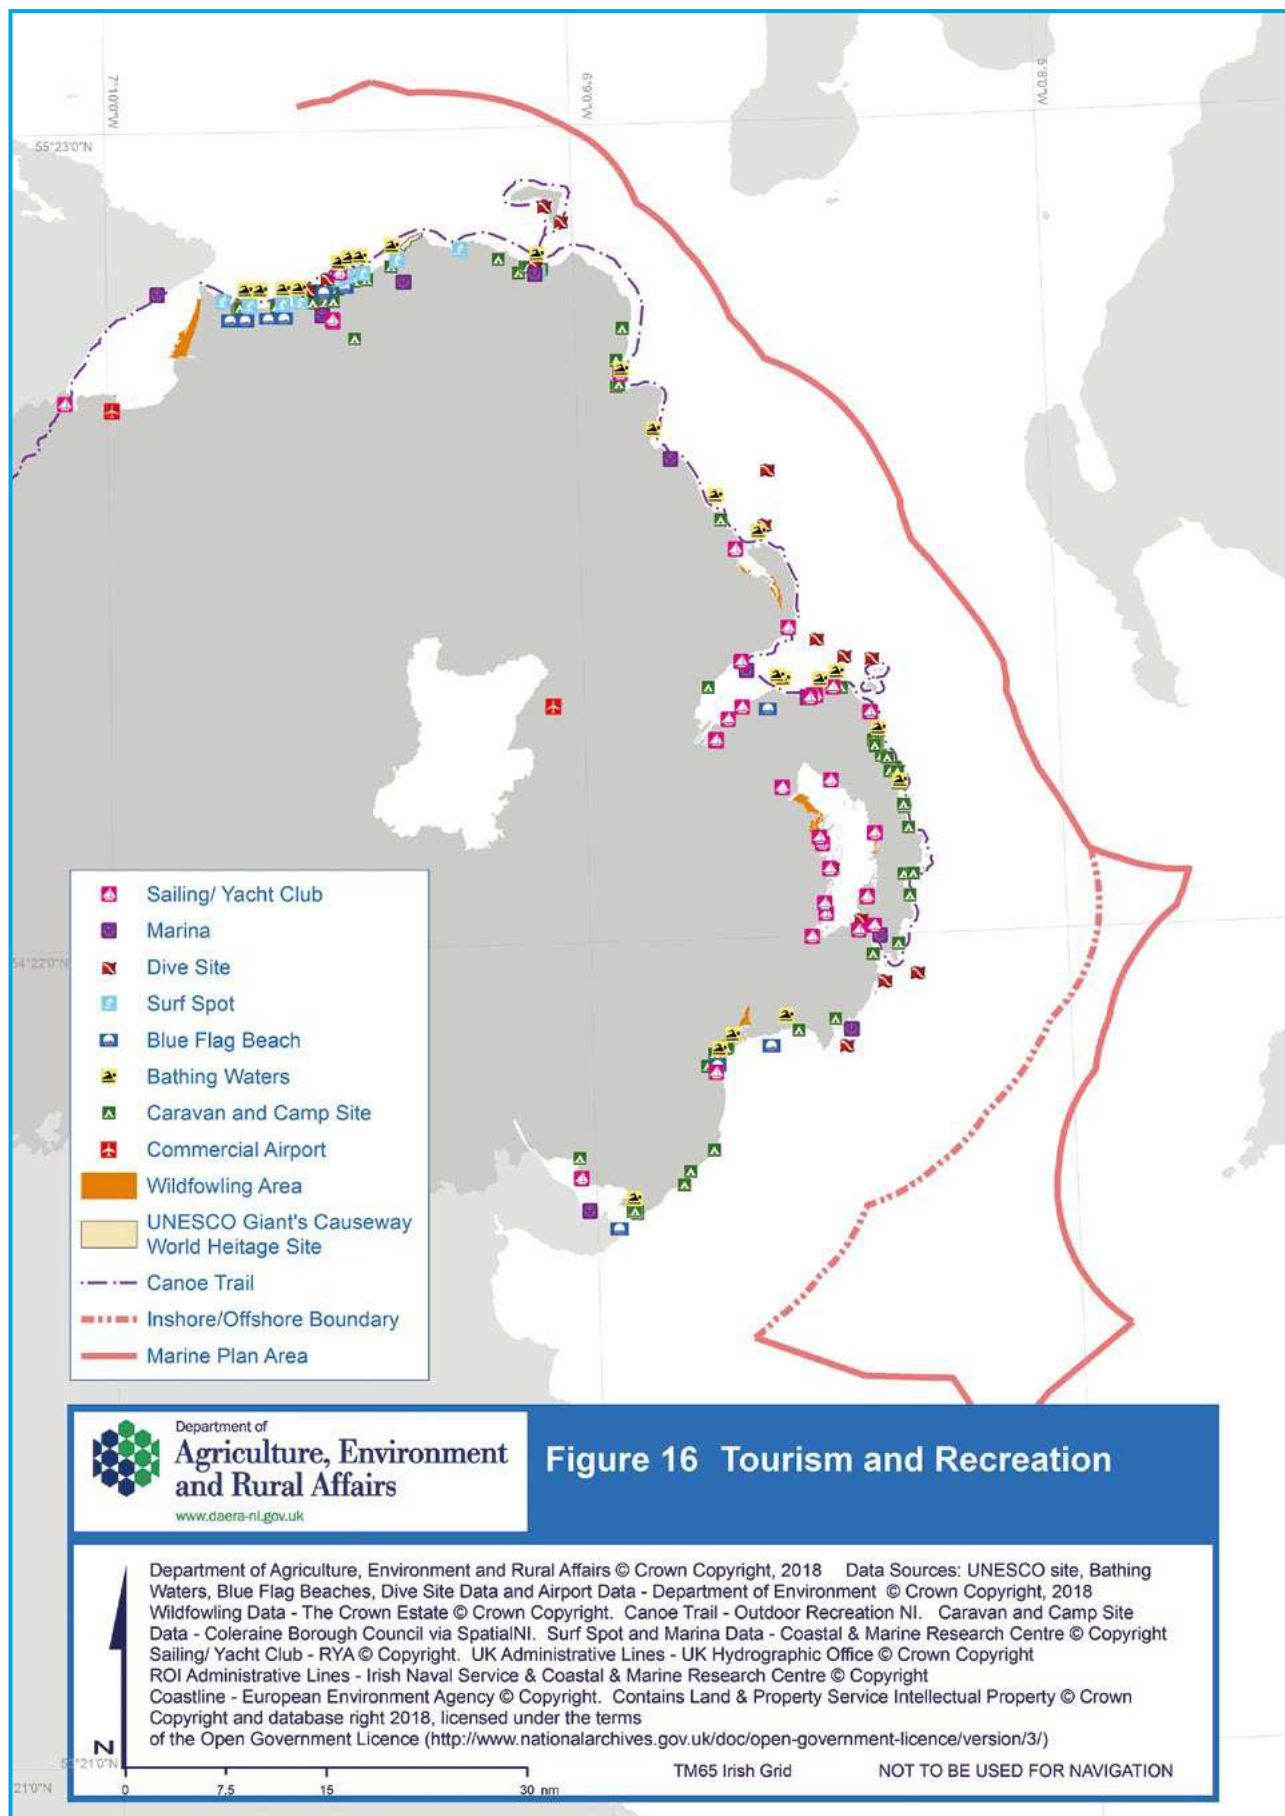 7°10'0"W
6°9'0"W
5°8'0"W
55°23'0"N
54°22'0"N
Sailing/ Yacht Club
Marina
Dive Site
Surf Spot
Blue Flag Beach
Bathing Waters
Caravan and Camp Site
Commercial Airport
Wildfowling Area
UNESCO Giant's Causeway
World Heritage Site
Canoe Trail
Inshore/Offshore Boundary
Marine Plan Area
Department of
Agriculture, Environment
and Rural Affairs
www.daera-ni.gov.uk
Figure 16 Tourism and Recreation
Department of Agriculture, Environment and Rural Affairs © Crown Copyright, 2018 Data Sources: UNESCO site, Bathing
Waters, Blue Flag Beaches, Dive Site Data and Airport Data - Department of Environment © Crown Copyright, 2018
Wildfowling Data - The Crown Estate © Crown Copyright. Canoe Trail - Outdoor Recreation NI. Caravan and Camp Site
Data - Coleraine Borough Council via SpatialNI. Surf Spot and Marina Data - Coastal & Marine Research Centre © Copyright
Sailing/ Yacht Club - RYA © Copyright. UK Administrative Lines - UK Hydrographic Office © Crown Copyright
ROI Administrative Lines - Irish Naval Service & Coastal & Marine Research Centre © Copyright
Coastline - European Environment Agency © Copyright. Contains Land & Property Service Intellectual Property © Crown
Copyright and database right 2018, licensed under the terms
of the Open Government Licence (http://www.nationalarchives.gov.uk/doc/open-government-licence/version/3/)
N
TM65 Irish Grid NOT TO BE USED FOR NAVIGATION
21'0"N
0 7.5 15 30 nm